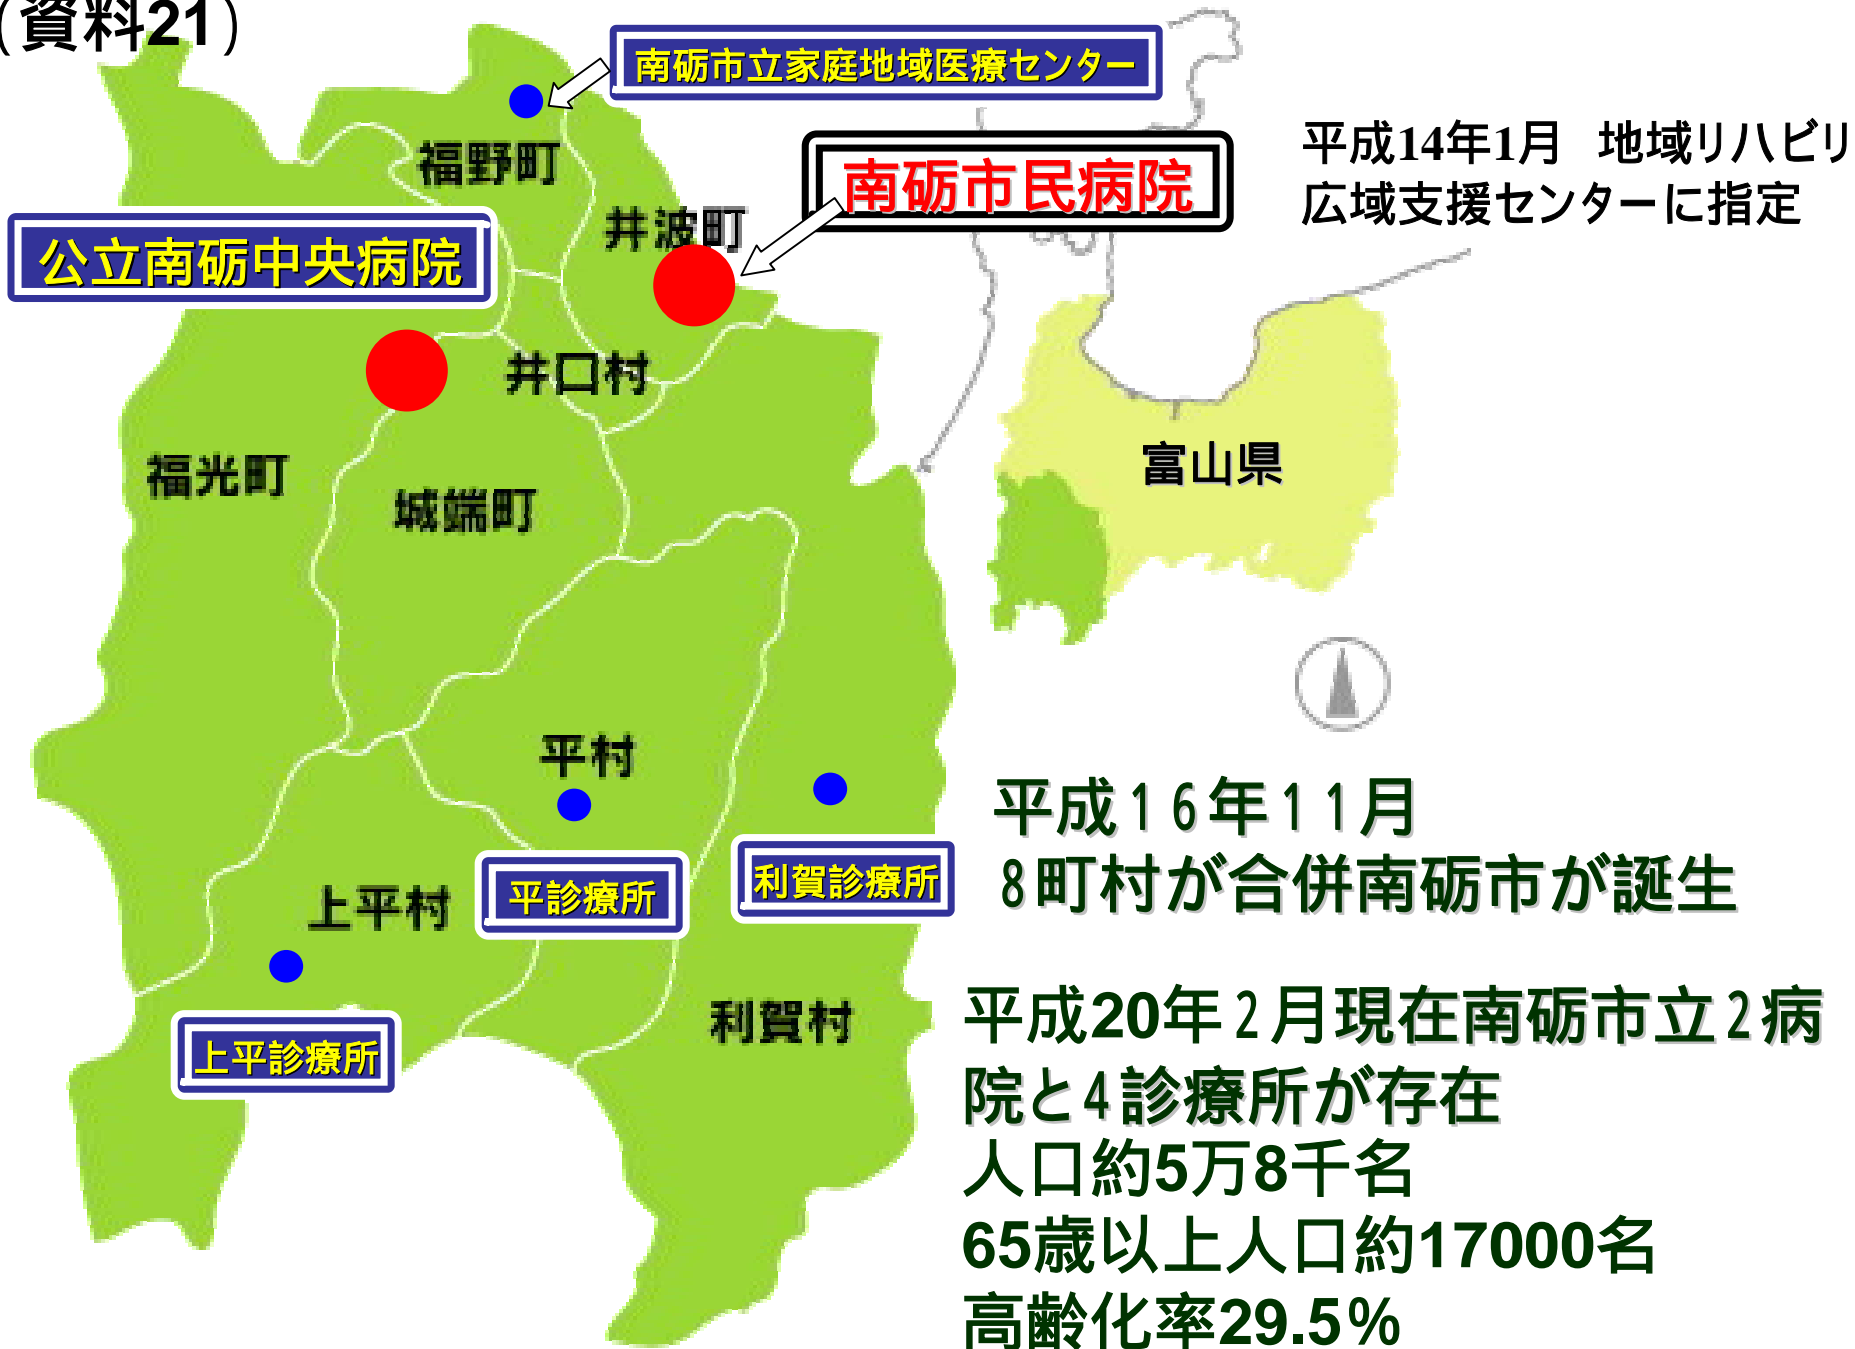 （資料21）
南砺市立家庭地域医療センター
福野町
南砺市民病院
平成14年1月　地域リハビリ
広域支援センターに指定
井波町
公立南砺中央病院
井口村
福光町
城端町
富山県
平村
平成１６年１１月
８町村が合併南砺市が誕生
利賀診療所
平診療所
上平村
利賀村
上平診療所
平成20年２月現在南砺市立２病
院と４診療所が存在
人口約5万8千名
65歳以上人口約17000名
高齢化率29.5％